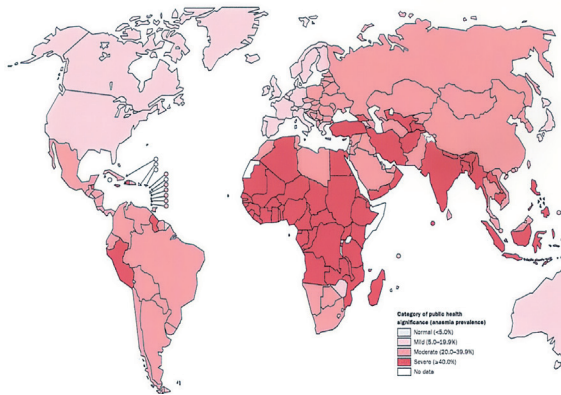 Category of public health
significance (anaemia prevalence)
Normal (<5.0%)
Mild (5.0–19.9%)
Moderate (20.0–39.9%)
Severe (≥40.0%)
No data